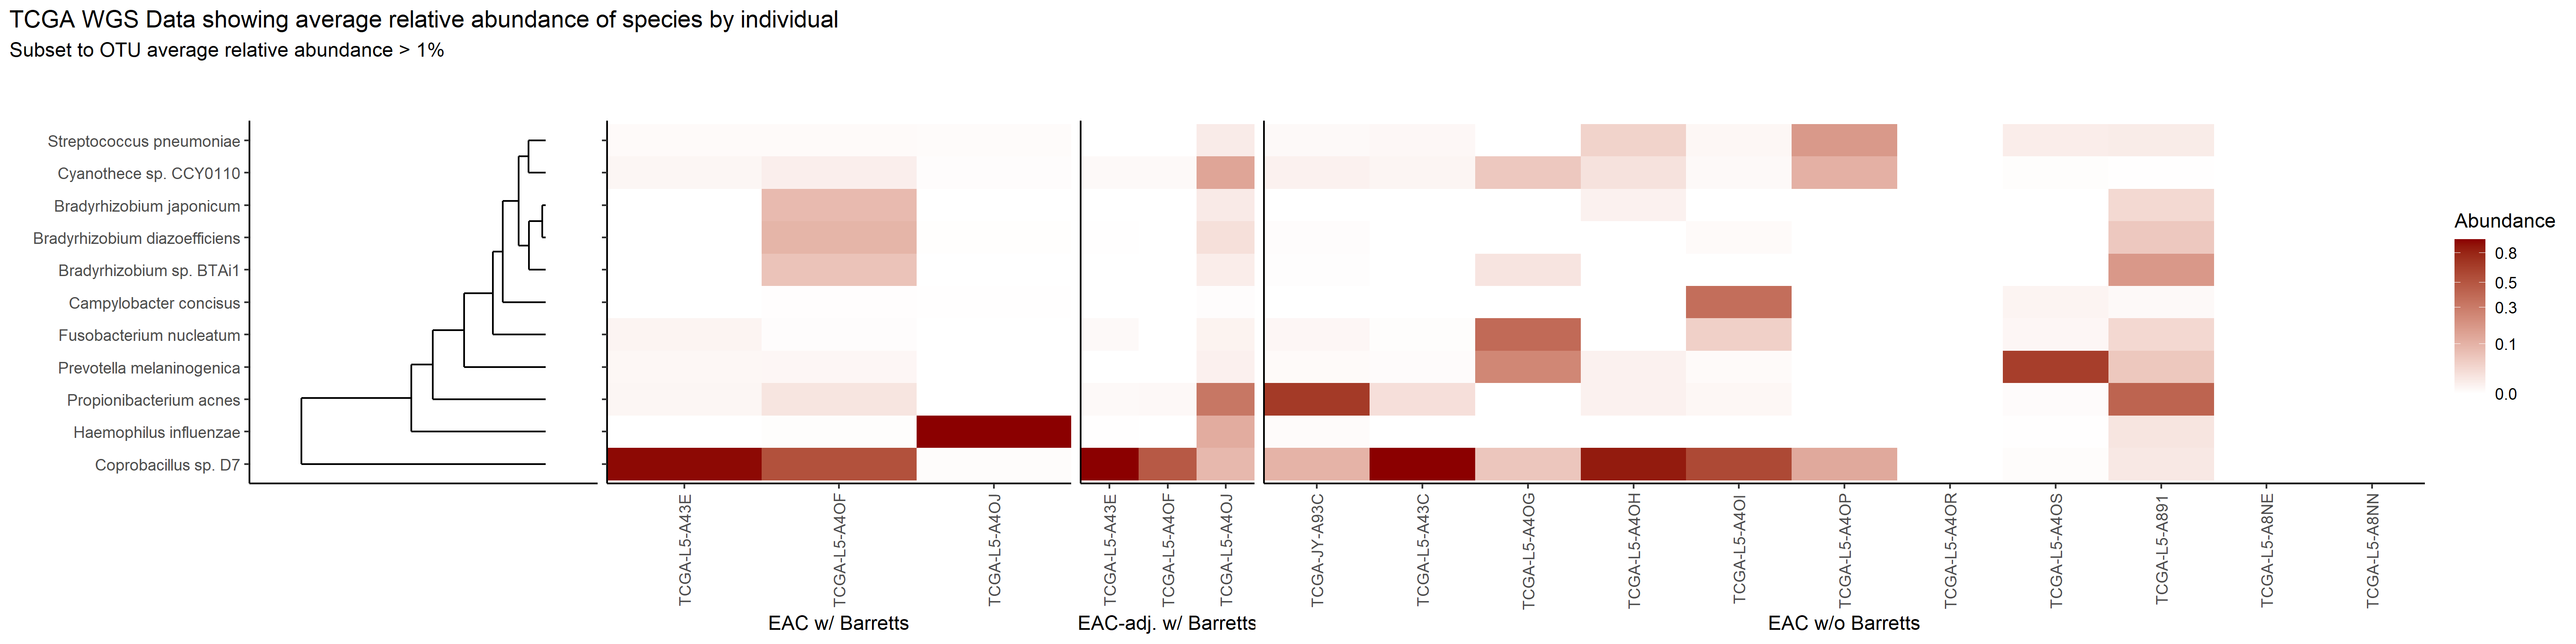 TCGA WGS Data showing average relative abundance of species by individual
Subset to OTU average relative abundance > 1%
Streptococcus pneumoniae
Cyanothece sp. CCY0110
Bradyrhizobium japonicum
Bradyrhizobium diazoefficiens
Bradyrhizobium sp. BTAi1
Campylobacter concisus
Fusobacterium nucleatum
Prevotella melaninogenica
Propionibacterium acnes
Haemophilus influenzae
Coprobacillus sp. D7
TCGA-L5-A43E
TCGA-L5-A4OF
TCGA-L5-A4OJ
EAC w/ Barretts
TCGA-L5-A43E
TCGA-L5-A4OF
TCGA-L5-A4OJ
EAC-adj. w/ Barretts
TCGA-JY-A93C
TCGA-L5-A43C
TCGA-L5-A4OG
TCGA-L5-A4OH
TCGA-L5-A4OI
TCGA-L5-A4OP
TCGA-L5-A4OR
TCGA-L5-A4OS
TCGA-L5-A891
TCGA-L5-A8NE
TCGA-L5-A8NN
EAC w/o Barretts
Abundance
0.8
0.5
0.3
0.1
0.0